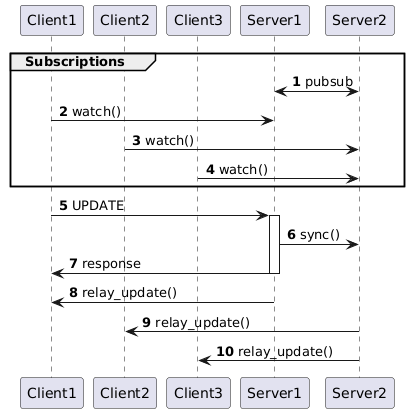 Client1 Client2 Client3 Server1 Server2
Subscriptions
1 pubsub
2 watch()
3 watch()
4 watch()
5 UPDATE
6 sync()
7 response
8 relay_update()
9 relay_update()
10 relay_update()
Client1 Client2 Client3 Server1 Server2